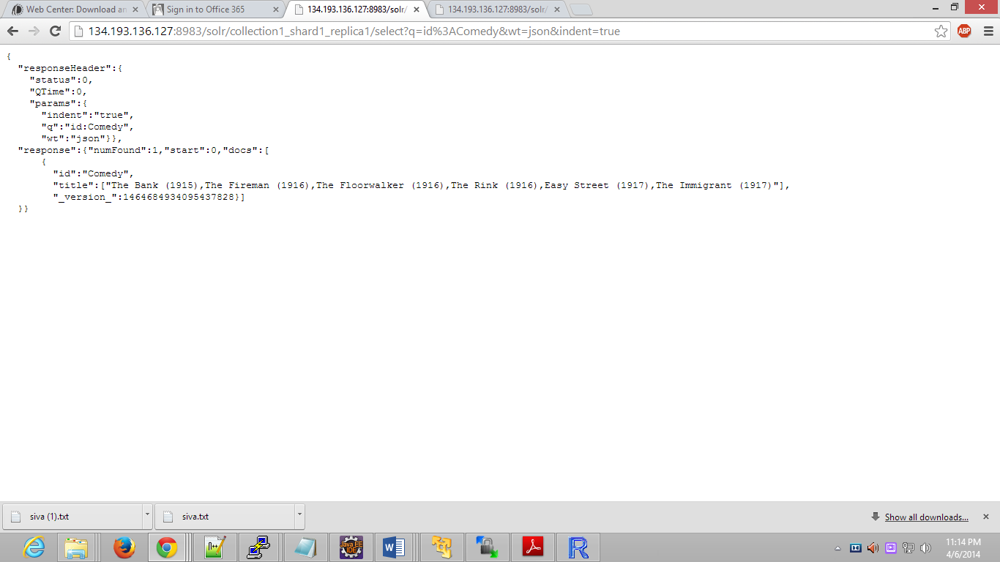 Web Center: Download an
Sign in to Office 365
134.193.136.127:8983/solr/
134.193.136.127:8983/solr/
134.193.136.127:8983/solr/collection1_shard1_replica1/select?q=id%3AComedy&wt=json&indent=true
ABP
{
"responseHeader":{
"status":0,
"QTime":0,
"params":{
"indent":"true",
"q":"id:Comedy",
"wt":"json"}},
"response":{"numFound":1,"start":0,"docs":[
{
"id":"Comedy",
"title":["The Bank (1915),The Fireman (1916),The Floorwalker (1916),The Rink (1916),Easy Street (1917),The Immigrant (1917)"],
"_version_":1464684934095437828}]
}}
siva (1).txt
siva.txt
Show all downloads...
Java EE
IDE
11:14 PM
4/6/2014